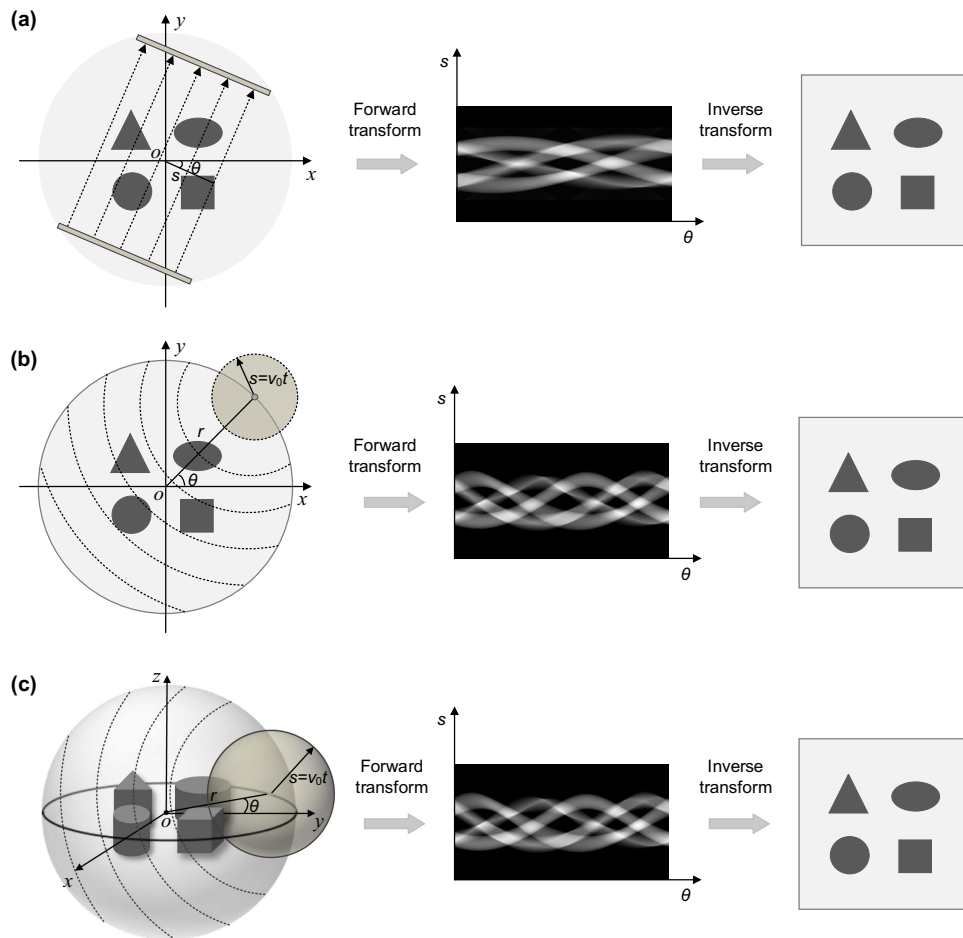 (a)
y
x
o
s
θ
Forward
transform
s
θ
Inverse
transform
(b)
y
s=v₀t
r
θ
o
x
Forward
transform
s
θ
Inverse
transform
(c)
z
s=v₀t
r
θ
o
y
x
Forward
transform
s
θ
Inverse
transform